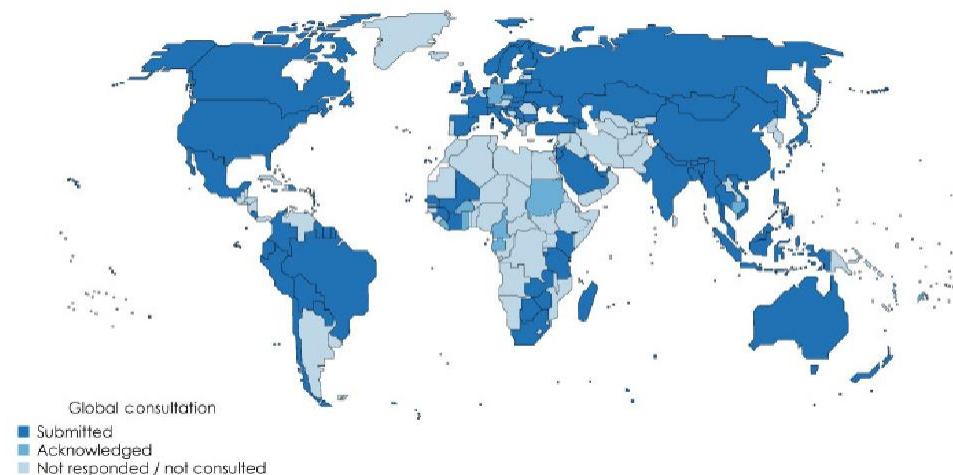 Global consultation
Submitted
Acknowledged
Not responded / not consulted